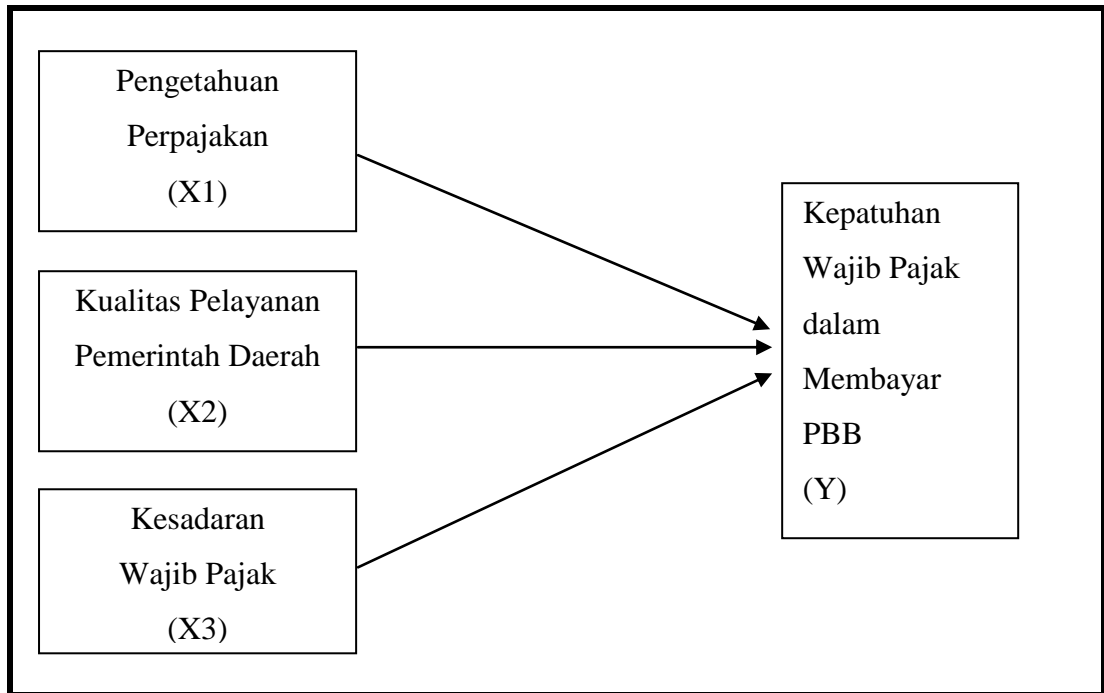 Pengetahuan
Perpajakan
(X1)
Kualitas Pelayanan
Pemerintah Daerah
(X2)
Kesadaran
Wajib Pajak
(X3)
Kepatuhan
Wajib Pajak
dalam
Membayar
PBB
(Y)